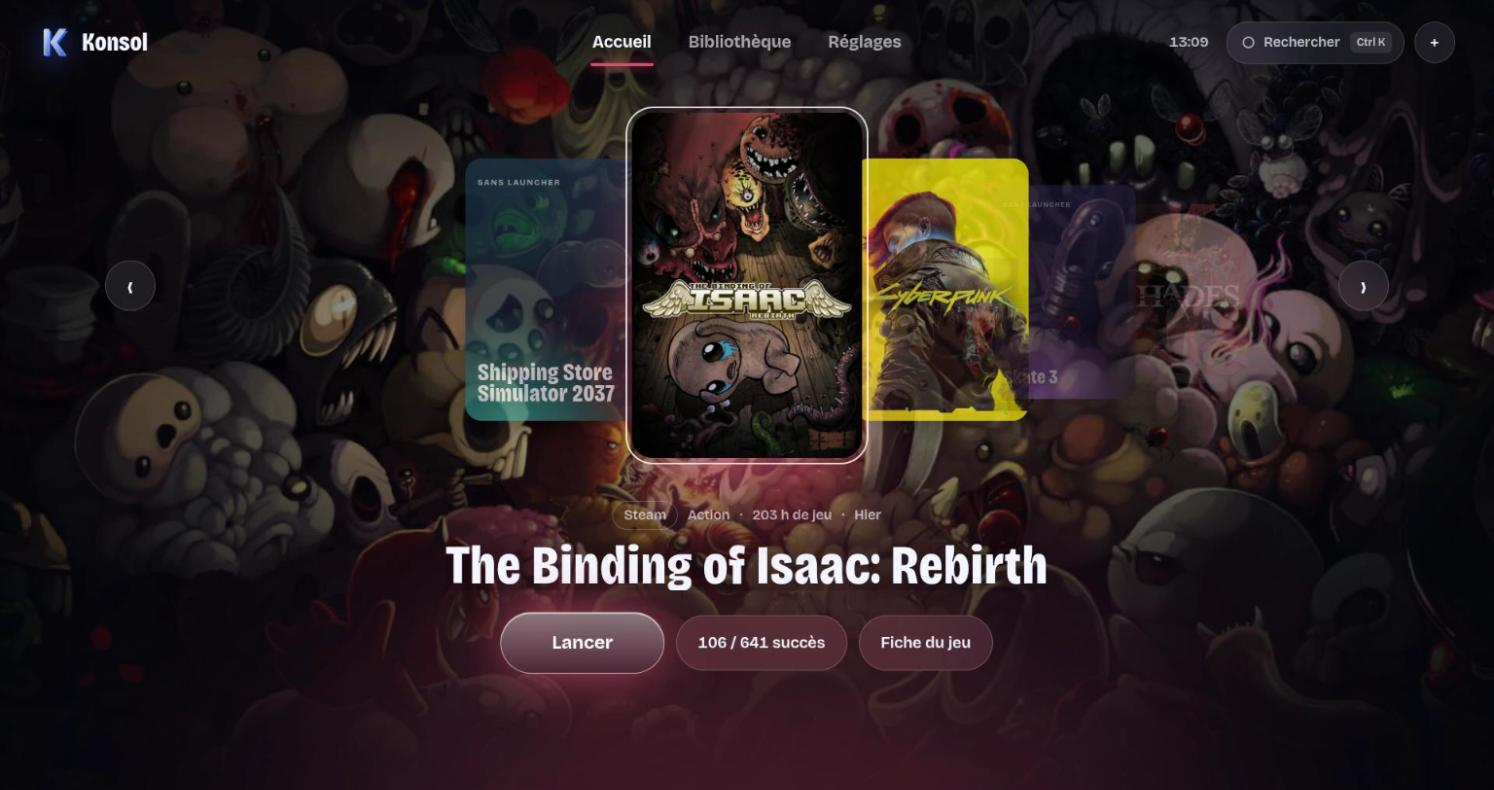 Konsol
Accueil
Bibliothèque
Réglages
13:09
Rechercher
Ctrl K
+
SANS LAUNCHER
Shipping Store
Simulator 2037
THE BINDING OF
ISAAC
REBIRTH
CYBERPUNK
LAUNCHER
Skate 3
HADES
Steam Action · 203 h de jeu · Hier
The Binding of Isaac: Rebirth
Lancer
106 / 641 succès
Fiche du jeu